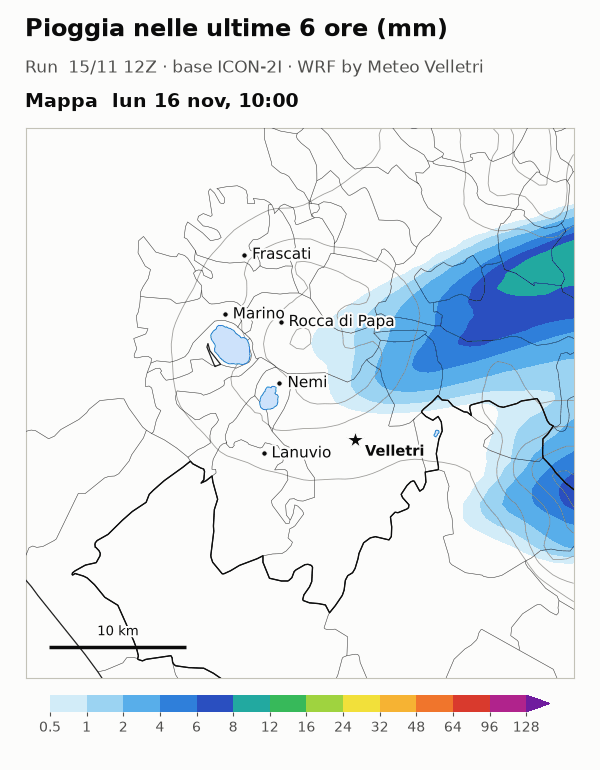 Pioggia nelle ultime 6 ore (mm)
Run  15/11 12Z · base ICON-2I · WRF by Meteo Velletri
Mappa  lun 16 nov, 10:00
Frascati
Marino
Rocca di Papa
Nemi
Velletri
Lanuvio
10 km
0.5 1 2 4 6 8 12 16 24 32 48 64 96 128